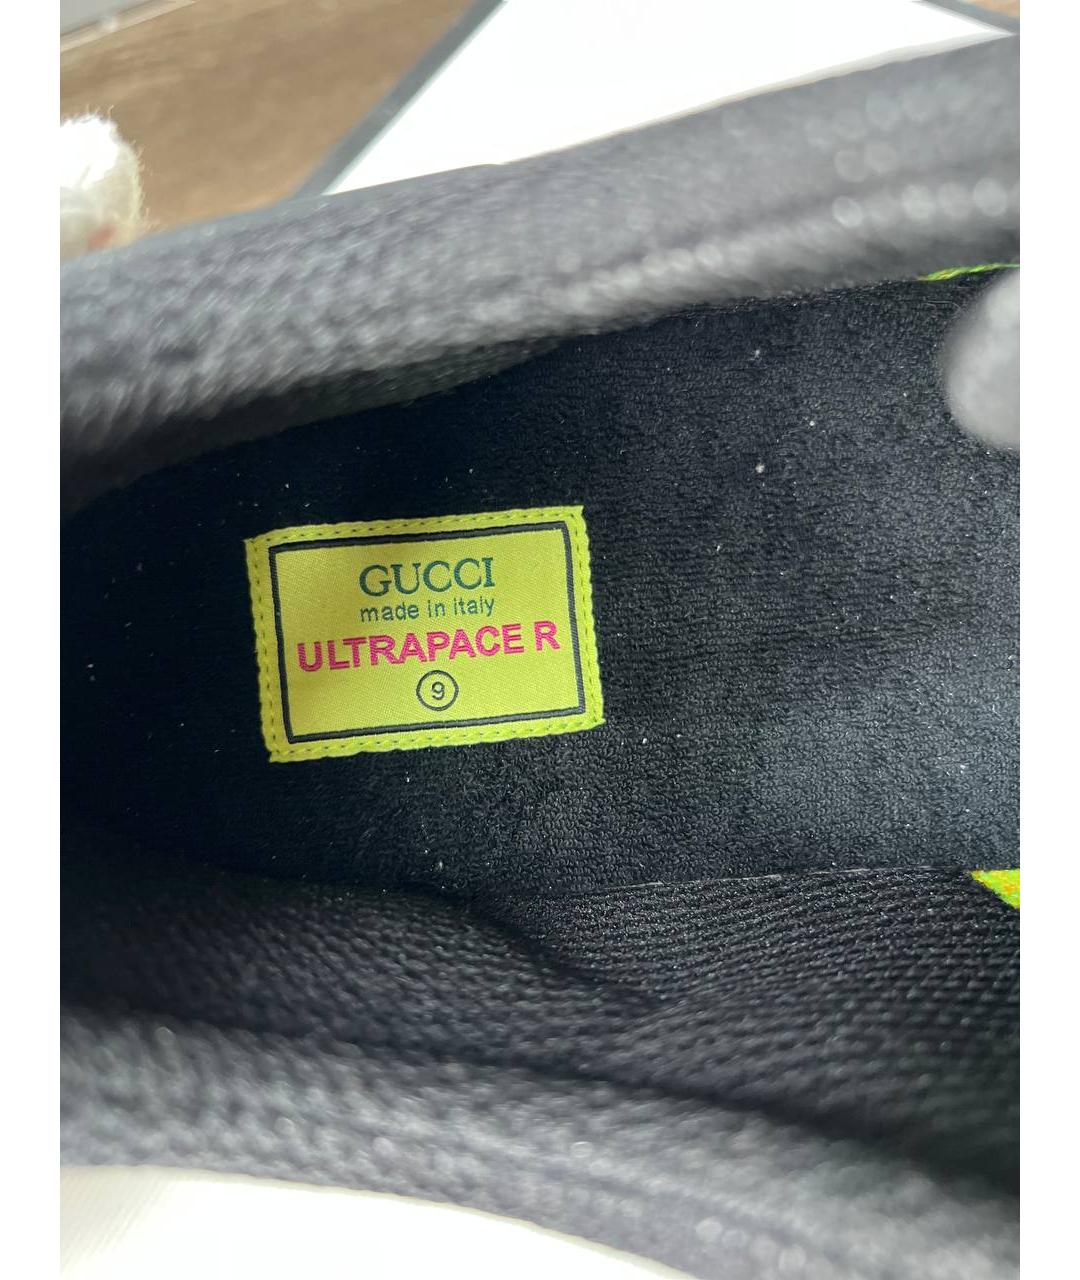 GUCCI
made in italy
ULTRAPACE R
9